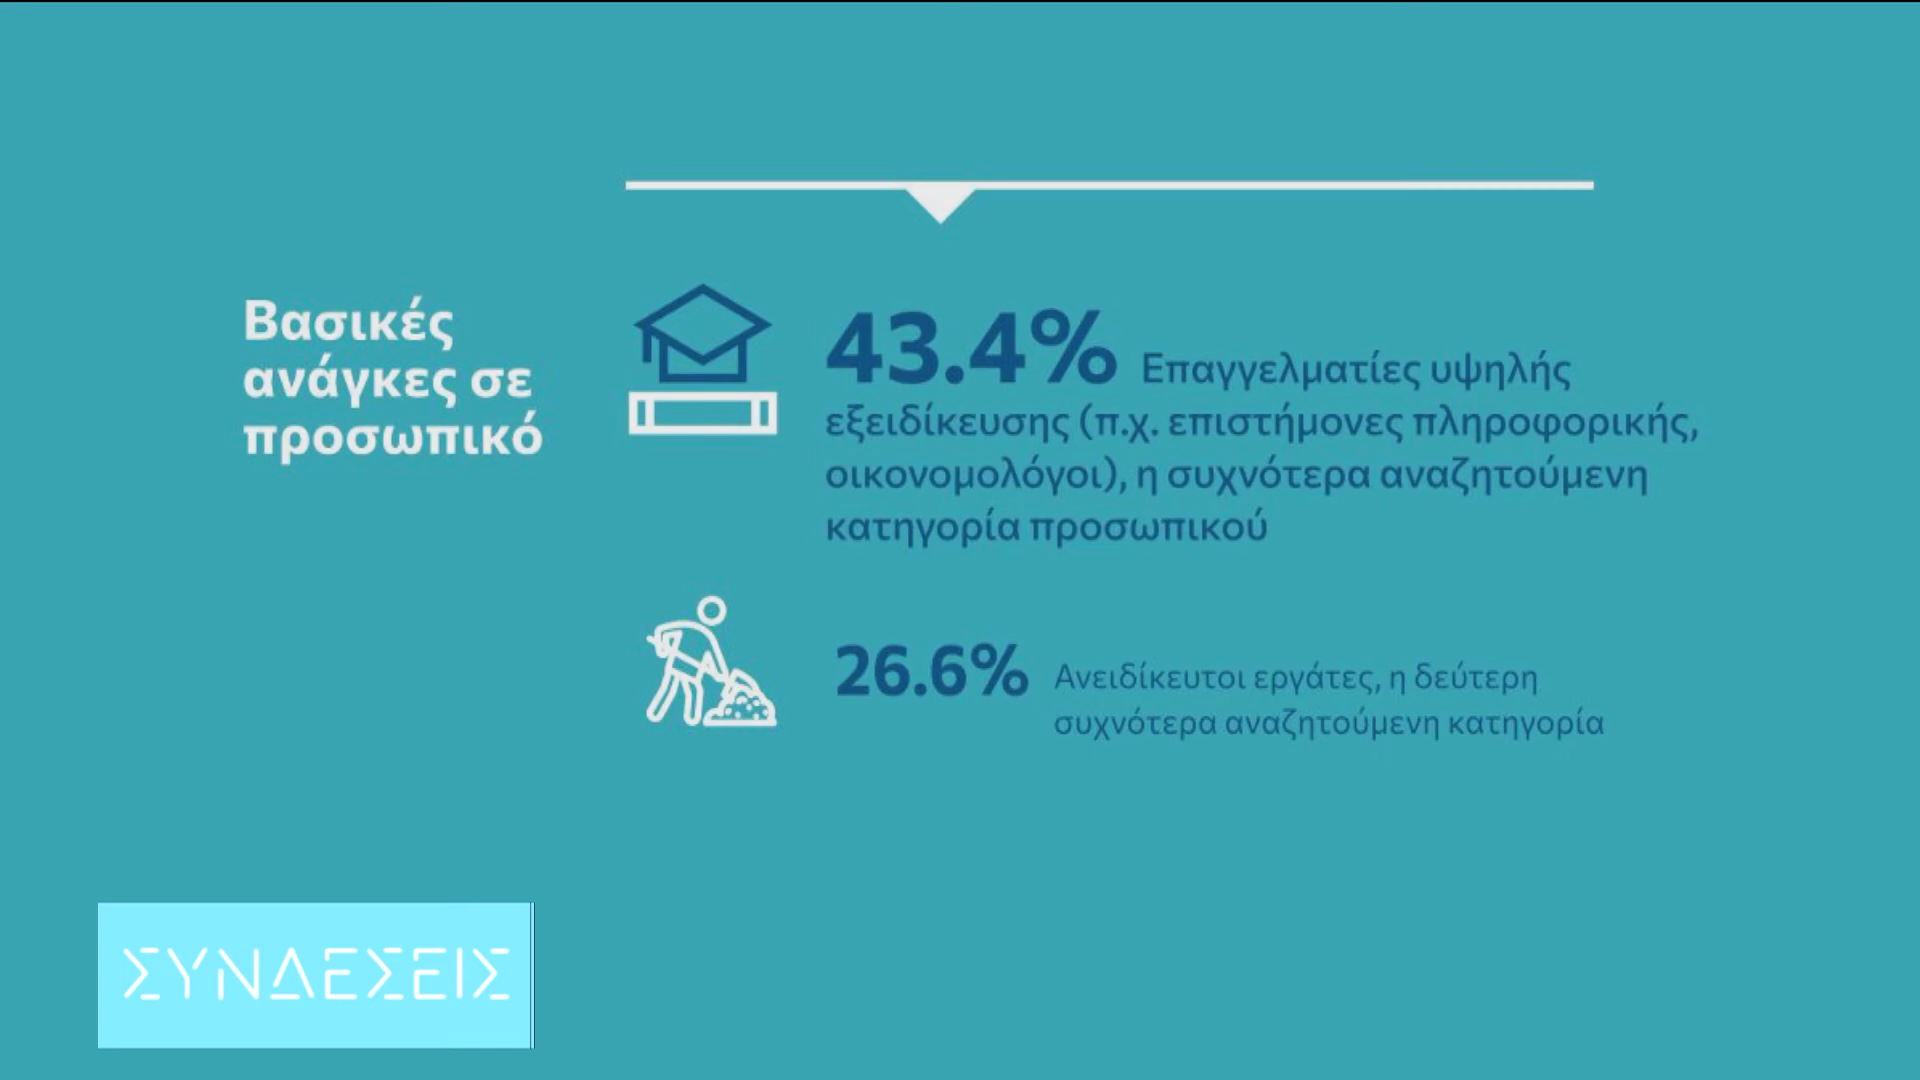 Βασικές
ανάγκες σε
προσωπικό
43.4% Επαγγελματίες υψηλής
εξειδίκευσης (π.χ. επιστήμονες πληροφορικής,
οικονομολόγοι), η συχνότερα αναζητούμενη
κατηγορία προσωπικού
26.6% Ανειδίκευτοι εργάτες, η δεύτερη
συχνότερα αναζητούμενη κατηγορία
ΣΥΝΔΕΣΕΙΣ